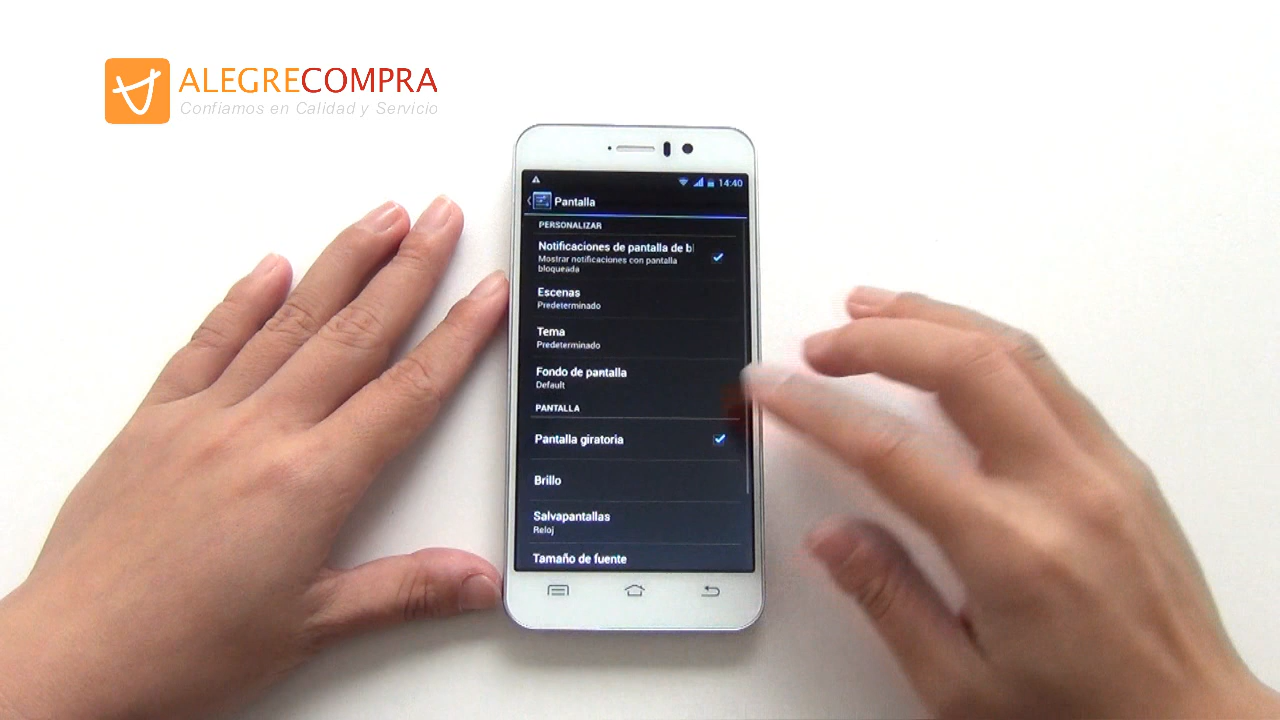 ALEGRECOMPRA
Confiamos en Calidad y Servicio
14:40
Pantalla
PERSONALIZAR
Notificaciones de pantalla de b
Mostrar notificaciones con pantalla
bloqueada
Escenas
Predeterminado
Tema
Predeterminado
Fondo de pantalla
Default
PANTALLA
Pantalla giratoria
Brillo
Salvapantallas
Reloj
Tamaño de fuente